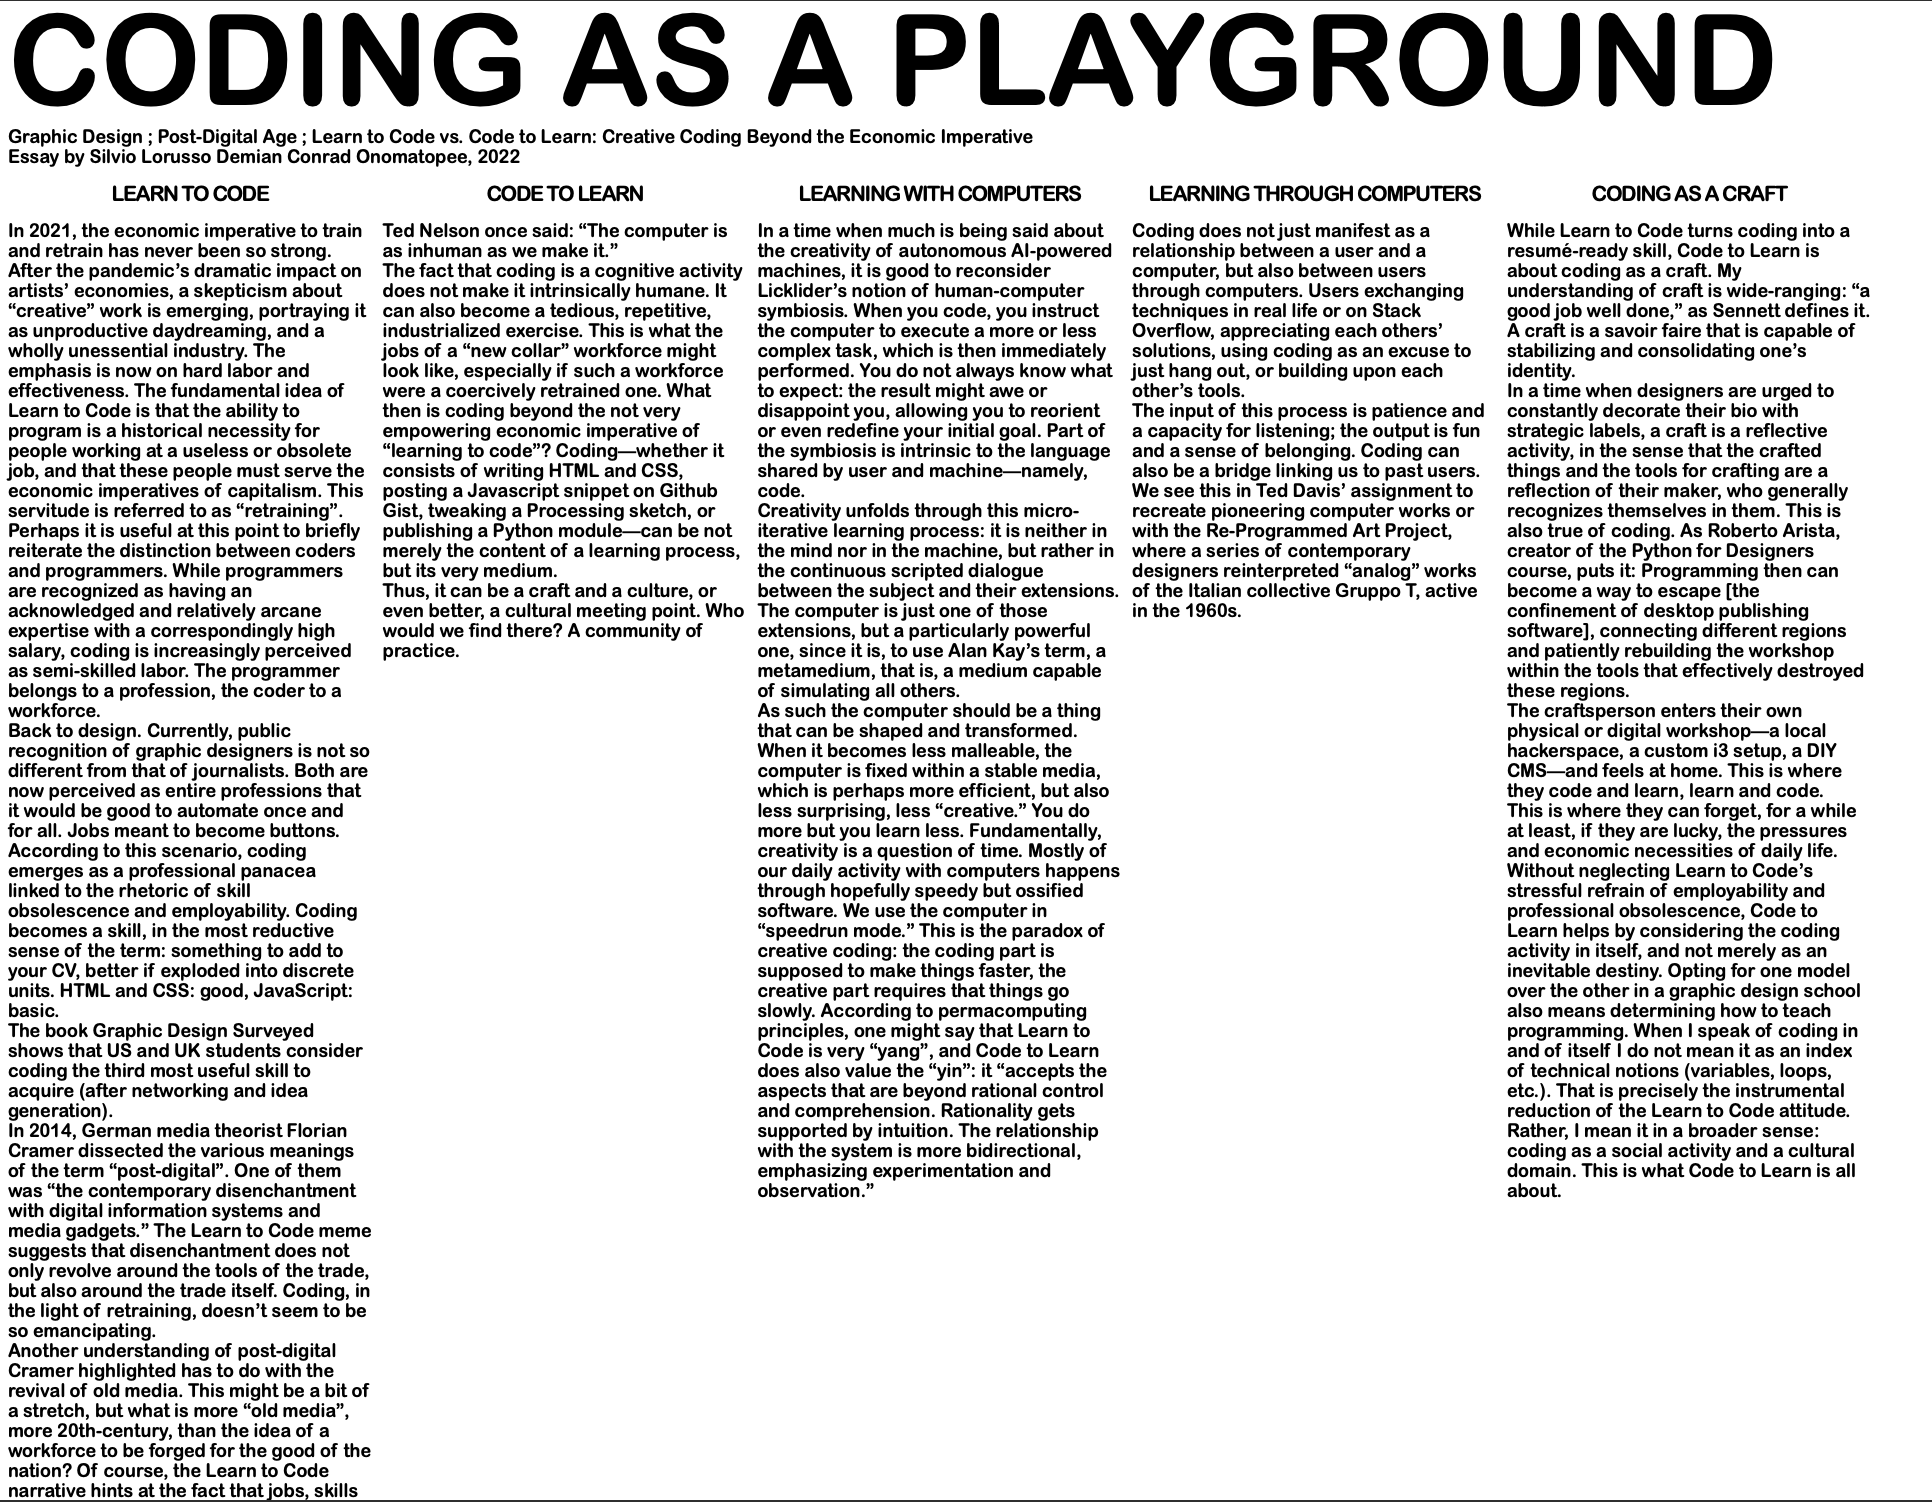 CODING AS A PLAYGROUND
Graphic Design ; Post-Digital Age ; Learn to Code vs. Code to Learn: Creative Coding Beyond the Economic Imperative
Essay by Silvio Lorusso Demian Conrad Onomatopee, 2022
LEARN TO CODE
In 2021, the economic imperative to train
and retrain has never been so strong.
After the pandemic’s dramatic impact on
artists’ economies, a skepticism about
“creative” work is emerging, portraying it
as unproductive daydreaming, and a
wholly unessential industry. The
emphasis is now on hard labor and
effectiveness. The fundamental idea of
Learn to Code is that the ability to
program is a historical necessity for
people working at a useless or obsolete
job, and that these people must serve the
economic imperatives of capitalism. This
servitude is referred to as “retraining”.
Perhaps it is useful at this point to briefly
reiterate the distinction between coders
and programmers. While programmers
are recognized as having an
acknowledged and relatively arcane
expertise with a correspondingly high
salary, coding is increasingly perceived
as semi-skilled labor. The programmer
belongs to a profession, the coder to a
workforce.
Back to design. Currently, public
recognition of graphic designers is not so
different from that of journalists. Both are
now perceived as entire professions that
it would be good to automate once and
for all. Jobs meant to become buttons.
According to this scenario, coding
emerges as a professional panacea
linked to the rhetoric of skill
obsolescence and employability. Coding
becomes a skill, in the most reductive
sense of the term: something to add to
your CV, better if exploded into discrete
units. HTML and CSS: good, JavaScript:
basic.
The book Graphic Design Surveyed
shows that US and UK students consider
coding the third most useful skill to
acquire (after networking and idea
generation).
In 2014, German media theorist Florian
Cramer dissected the various meanings
of the term “post-digital”. One of them
was “the contemporary disenchantment
with digital information systems and
media gadgets.” The Learn to Code meme
suggests that disenchantment does not
only revolve around the tools of the trade,
but also around the trade itself. Coding, in
the light of retraining, doesn’t seem to be
so emancipating.
Another understanding of post-digital
Cramer highlighted has to do with the
revival of old media. This might be a bit of
a stretch, but what is more “old media”,
more 20th-century, than the idea of a
workforce to be forged for the good of the
nation? Of course, the Learn to Code
narrative hints at the fact that jobs, skills
CODE TO LEARN
Ted Nelson once said: “The computer is
as inhuman as we make it.”
The fact that coding is a cognitive activity
does not make it intrinsically humane. It
can also become a tedious, repetitive,
industrialized exercise. This is what the
jobs of a “new collar” workforce might
look like, especially if such a workforce
were a coercively retrained one. What
then is coding beyond the not very
empowering economic imperative of
“learning to code”? Coding—whether it
consists of writing HTML and CSS,
posting a Javascript snippet on Github
Gist, tweaking a Processing sketch, or
publishing a Python module—can be not
merely the content of a learning process,
but its very medium.
Thus, it can be a craft and a culture, or
even better, a cultural meeting point. Who
would we find there? A community of
practice.
LEARNING WITH COMPUTERS
In a time when much is being said about
the creativity of autonomous AI-powered
machines, it is good to reconsider
Licklider’s notion of human-computer
symbiosis. When you code, you instruct
the computer to execute a more or less
complex task, which is then immediately
performed. You do not always know what
to expect: the result might awe or
disappoint you, allowing you to reorient
or even redefine your initial goal. Part of
the symbiosis is intrinsic to the language
shared by user and machine—namely,
code.
Creativity unfolds through this micro-
iterative learning process: it is neither in
the mind nor in the machine, but rather in
the continuous scripted dialogue
between the subject and their extensions.
The computer is just one of those
extensions, but a particularly powerful
one, since it is, to use Alan Kay’s term, a
metamedium, that is, a medium capable
of simulating all others.
As such the computer should be a thing
that can be shaped and transformed.
When it becomes less malleable, the
computer is fixed within a stable media,
which is perhaps more efficient, but also
less surprising, less “creative.” You do
more but you learn less. Fundamentally,
creativity is a question of time. Mostly of
our daily activity with computers happens
through hopefully speedy but ossified
software. We use the computer in
“speedrun mode.” This is the paradox of
creative coding: the coding part is
supposed to make things faster, the
creative part requires that things go
slowly. According to permacomputing
principles, one might say that Learn to
Code is very “yang”, and Code to Learn
does also value the “yin”: it “accepts the
aspects that are beyond rational control
and comprehension. Rationality gets
supported by intuition. The relationship
with the system is more bidirectional,
emphasizing experimentation and
observation.”
LEARNING THROUGH COMPUTERS
Coding does not just manifest as a
relationship between a user and a
computer, but also between users
through computers. Users exchanging
techniques in real life or on Stack
Overflow, appreciating each others’
solutions, using coding as an excuse to
just hang out, or building upon each
other’s tools.
The input of this process is patience and
a capacity for listening; the output is fun
and a sense of belonging. Coding can
also be a bridge linking us to past users.
We see this in Ted Davis’ assignment to
recreate pioneering computer works or
with the Re-Programmed Art Project,
where a series of contemporary
designers reinterpreted “analog” works
of the Italian collective Gruppo T, active
in the 1960s.
CODING AS A CRAFT
While Learn to Code turns coding into a
resumé-ready skill, Code to Learn is
about coding as a craft. My
understanding of craft is wide-ranging: “a
good job well done,” as Sennett defines it.
A craft is a savoir faire that is capable of
stabilizing and consolidating one’s
identity.
In a time when designers are urged to
constantly decorate their bio with
strategic labels, a craft is a reflective
activity, in the sense that the crafted
things and the tools for crafting are a
reflection of their maker, who generally
recognizes themselves in them. This is
also true of coding. As Roberto Arista,
creator of the Python for Designers
course, puts it: Programming then can
become a way to escape [the
confinement of desktop publishing
software], connecting different regions
and patiently rebuilding the workshop
within the tools that effectively destroyed
these regions.
The craftsperson enters their own
physical or digital workshop—a local
hackerspace, a custom i3 setup, a DIY
CMS—and feels at home. This is where
they code and learn, learn and code.
This is where they can forget, for a while
at least, if they are lucky, the pressures
and economic necessities of daily life.
Without neglecting Learn to Code’s
stressful refrain of employability and
professional obsolescence, Code to
Learn helps by considering the coding
activity in itself, and not merely as an
inevitable destiny. Opting for one model
over the other in a graphic design school
also means determining how to teach
programming. When I speak of coding in
and of itself I do not mean it as an index
of technical notions (variables, loops,
etc.). That is precisely the instrumental
reduction of the Learn to Code attitude.
Rather, I mean it in a broader sense:
coding as a social activity and a cultural
domain. This is what Code to Learn is all
about.